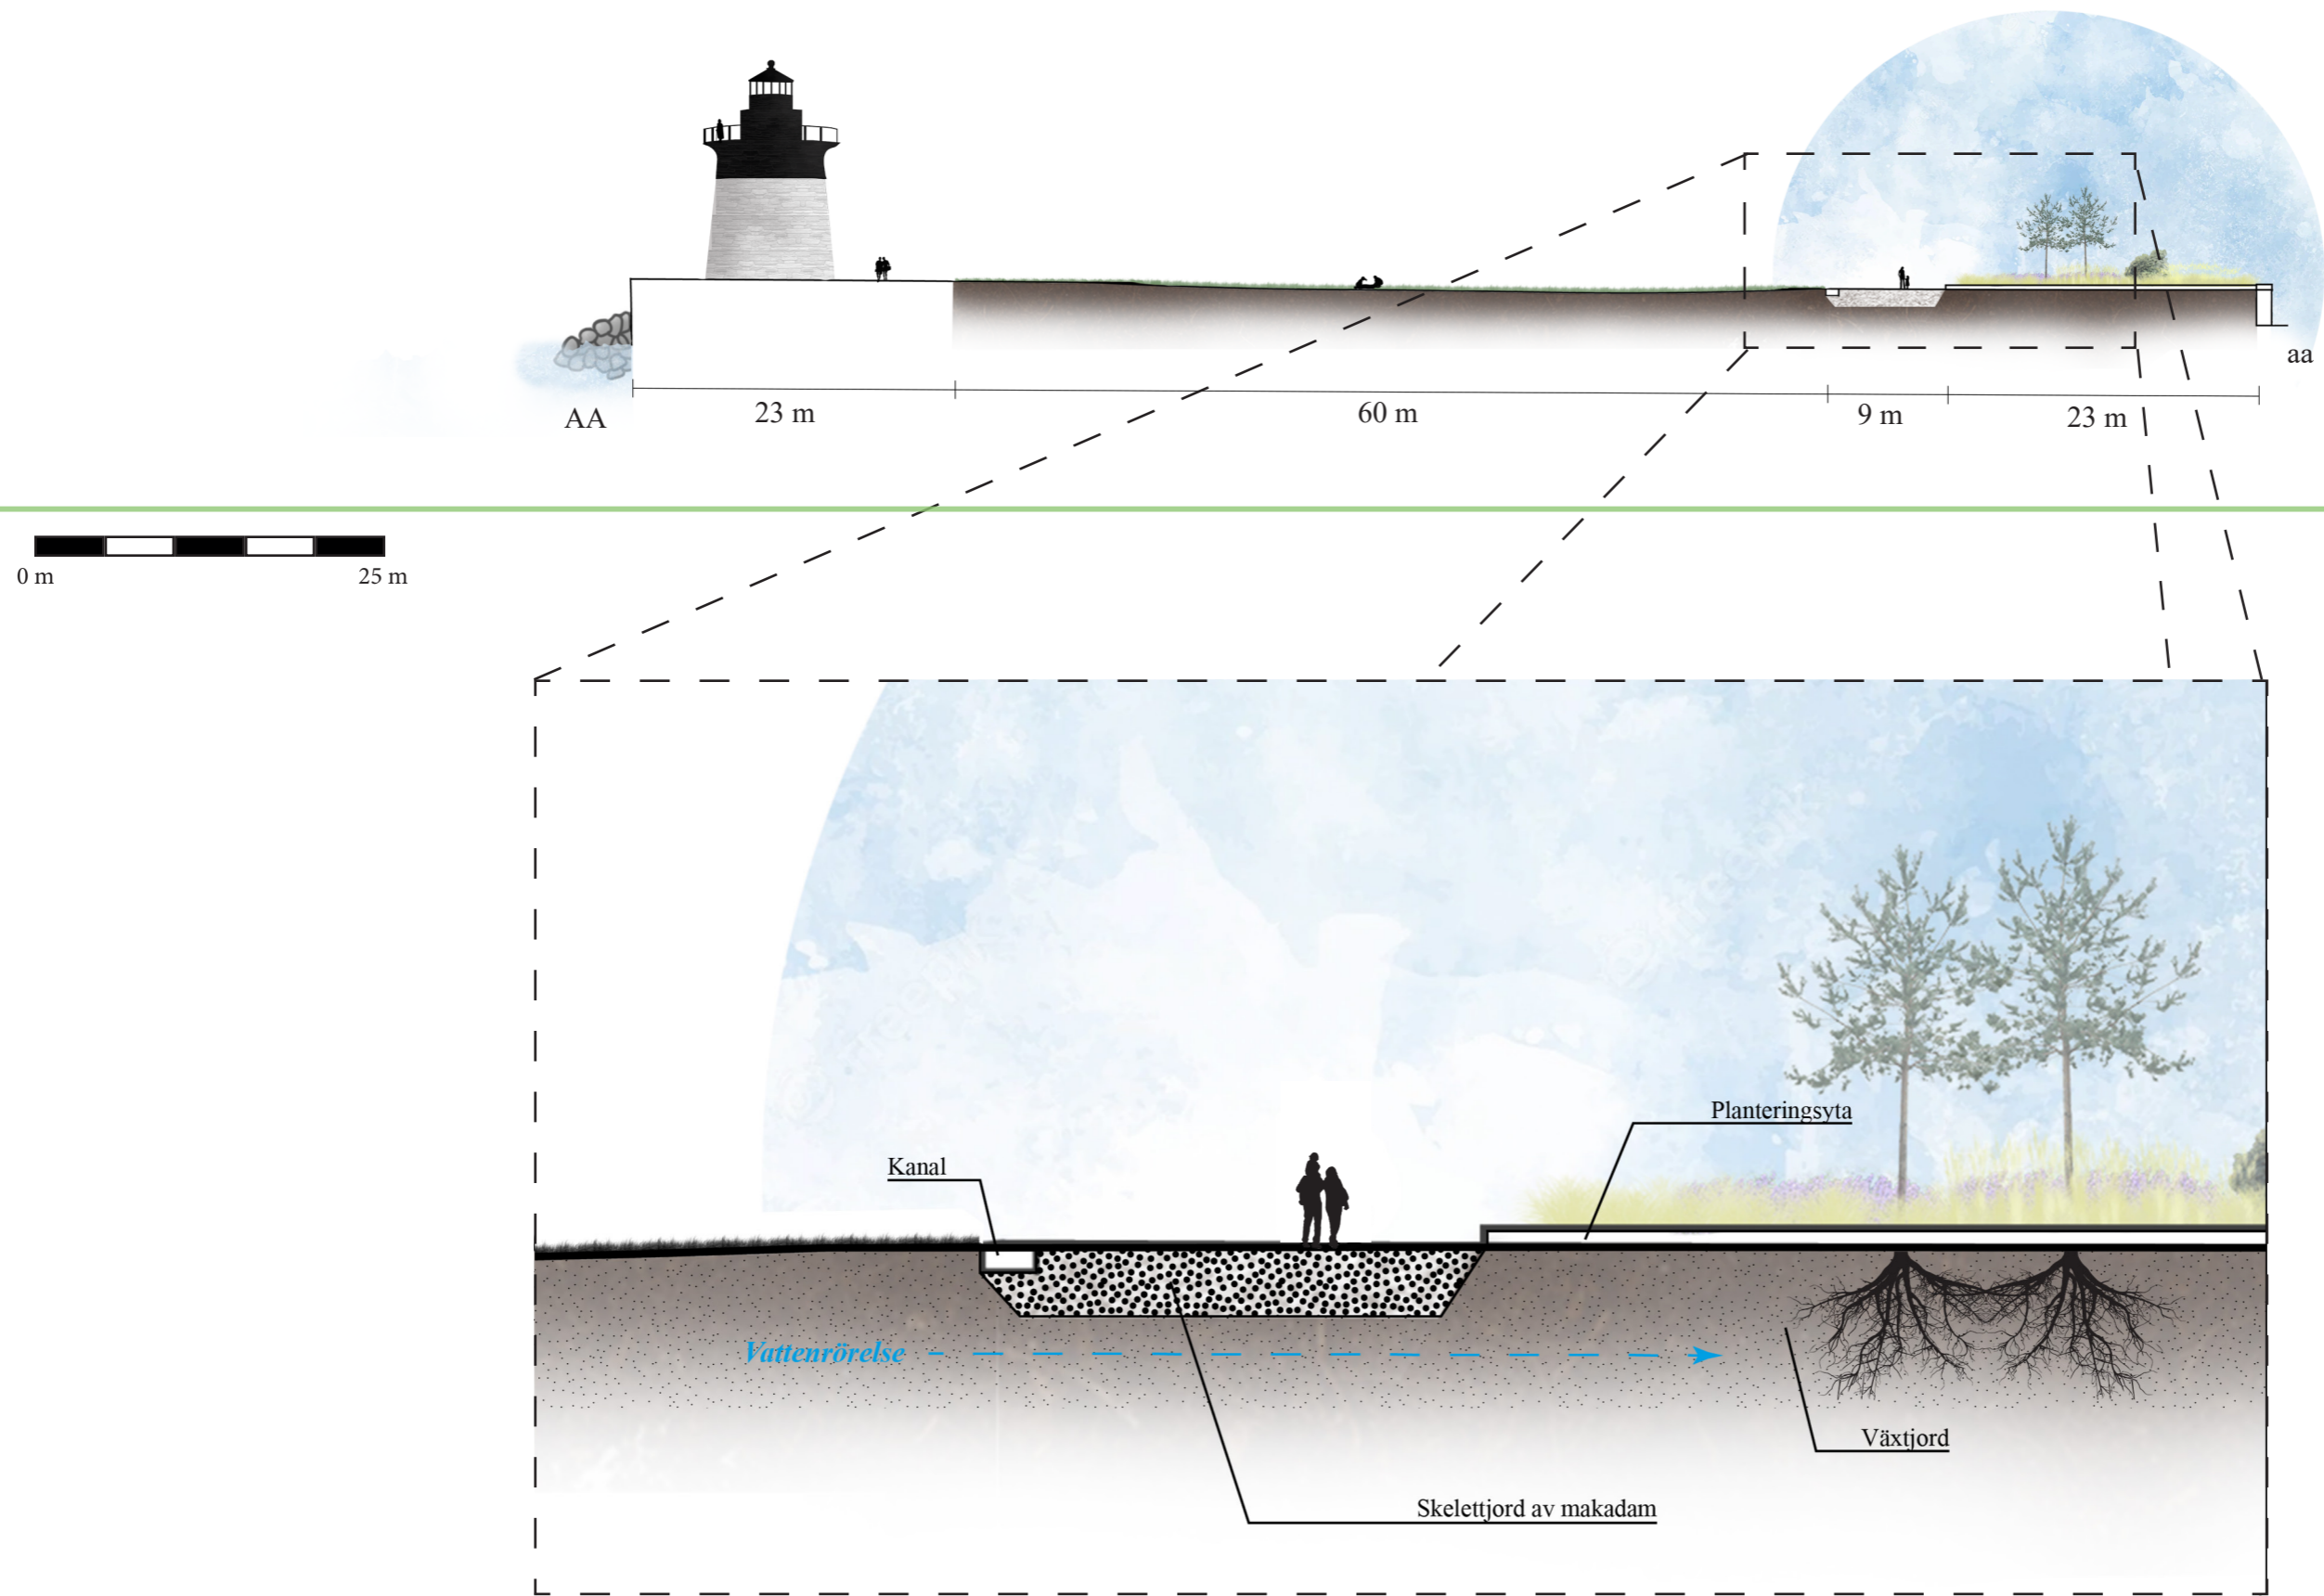 aa
AA
23 m
60 m
9 m
23 m
0 m
25 m
Planteringsyta
Kanal
Vattenrörelse
Växtjord
Skelettjord av makadam